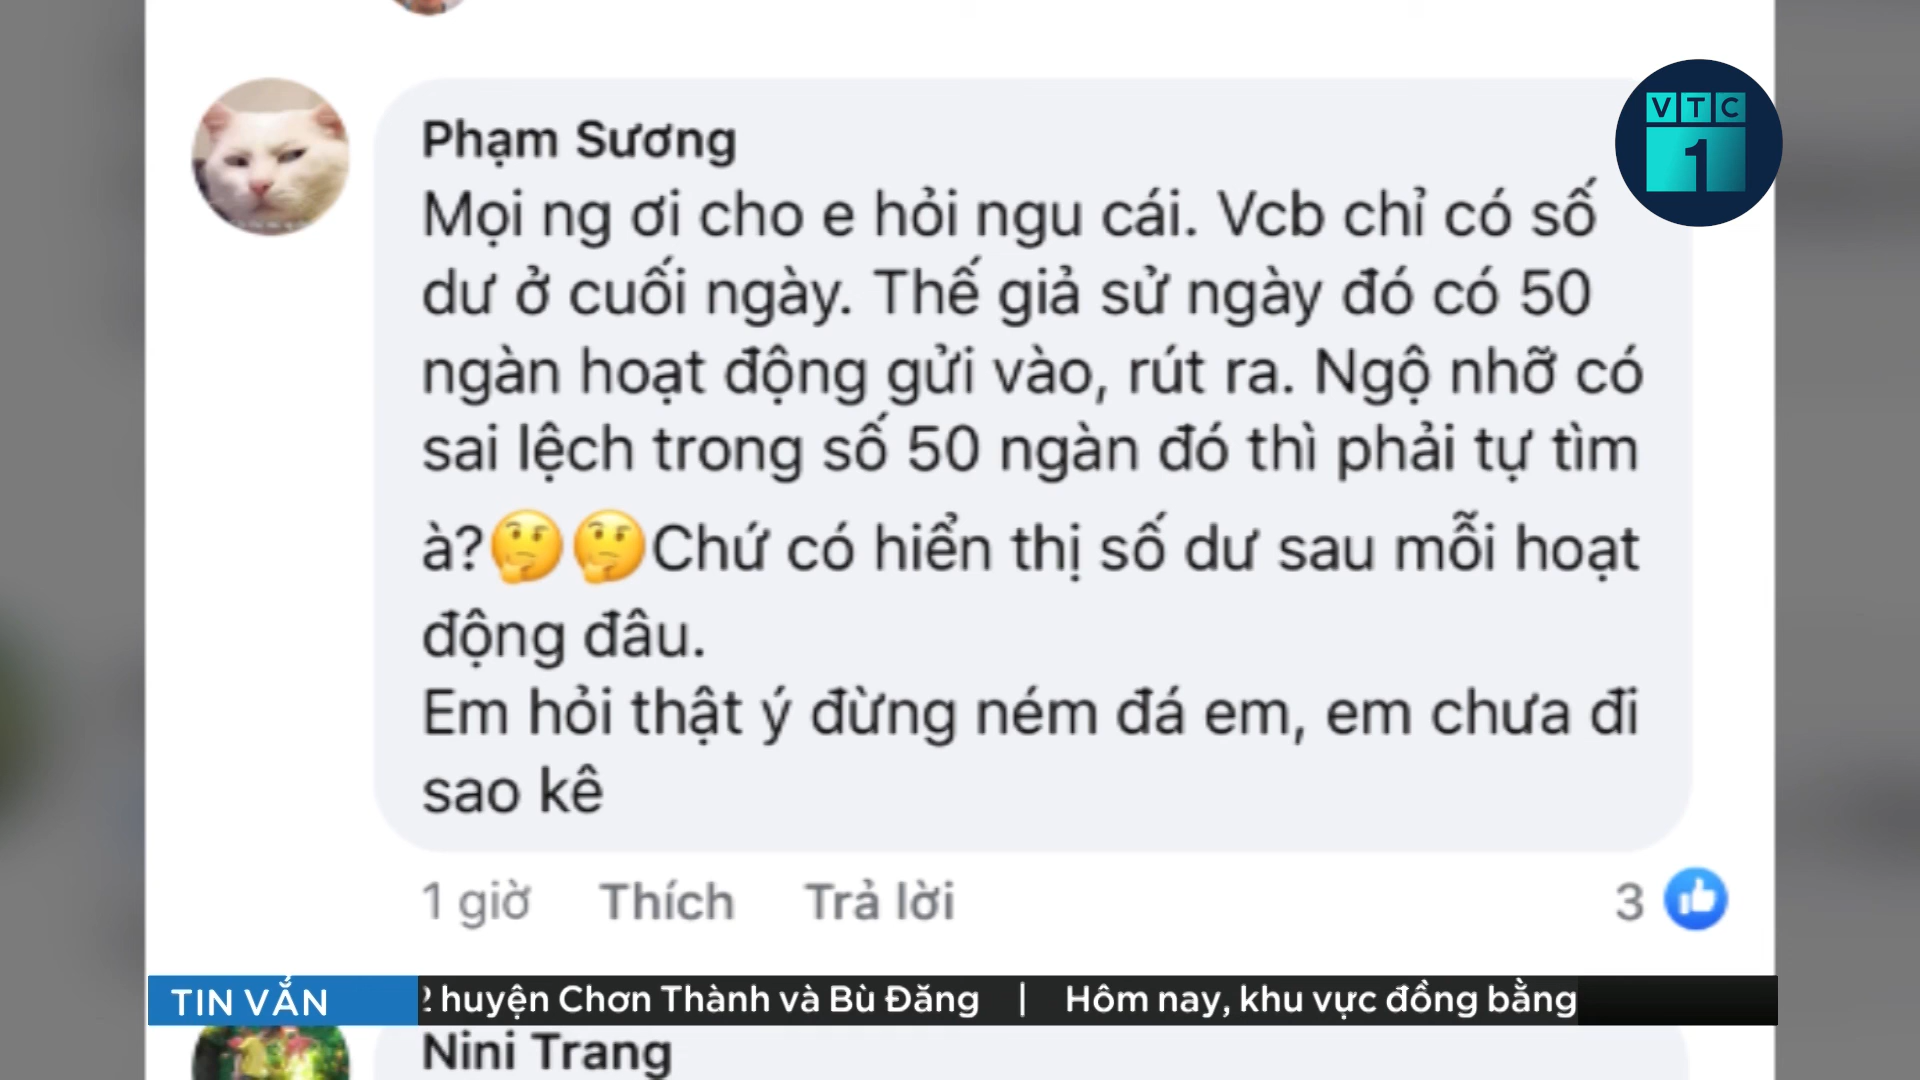 Phạm Sương
Mọi ng ơi cho e hỏi ngu cái. Vcb chỉ có số
dư ở cuối ngày. Thế giả sử ngày đó có 50
ngàn hoạt động gửi vào, rút ra. Ngộ nhỡ có
sai lệch trong số 50 ngàn đó thì phải tự tìm
à?🤔🤔Chứ có hiển thị số dư sau mỗi hoạt
động đâu.
Em hỏi thật ý đừng ném đá em, em chưa đi
sao kê
1 giờ Thích Trả lời 3
VTC
1
TIN VẮN 2 huyện Chơn Thành và Bù Đăng | Hôm nay, khu vực đồng bằng
Nini Trang